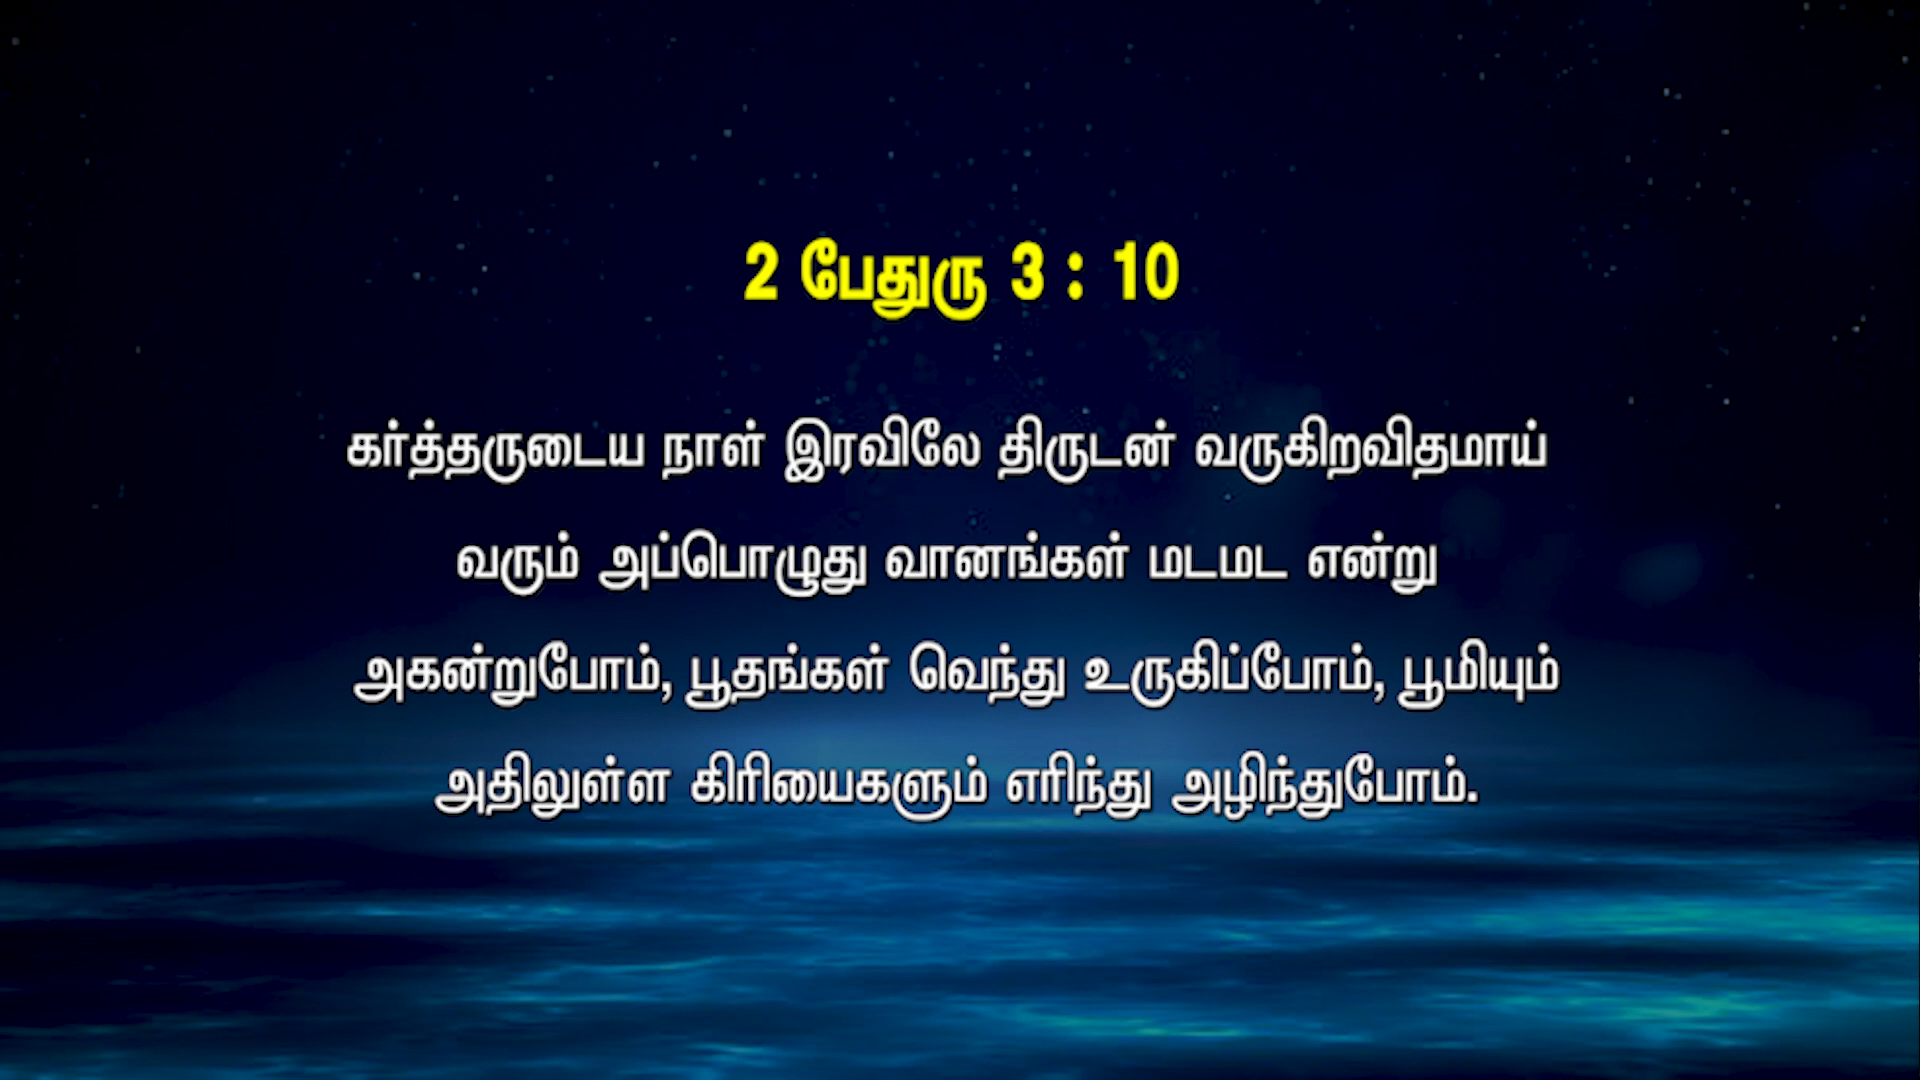 2 பேதுரு 3 : 10
கர்த்தருடைய நாள் இரவிலே திருடன் வருகிறவிதமாய்
வரும் அப்பொழுது வானங்கள் மடமட என்று
அகன்றுபோம், பூதங்கள் வெந்து உருகிப்போம், பூமியும்
அதிலுள்ள கிரியைகளும் எரிந்து அழிந்துபோம்.